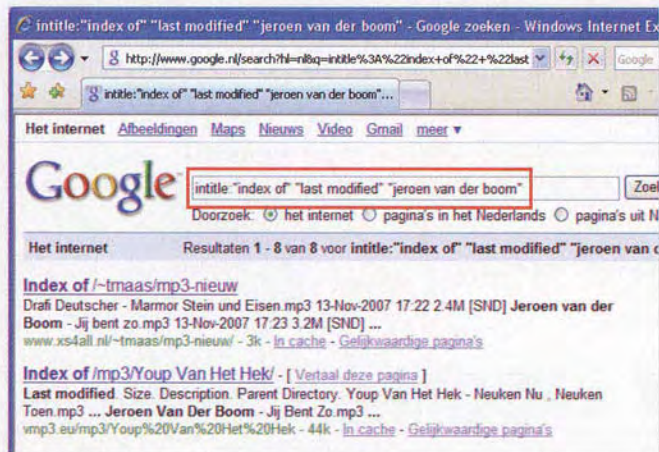 intitle:"index of" "last modified" "jeroen van der boom" - Google zoeken - Windows Internet Ex
http://www.google.nl/search?hl=nl&q=intitle%3A%22index+of%22+%22last
Google
intitle:"index of" "last modified" "jeroen van der boom"...
Het internet Afbeeldingen Maps Nieuws Video Gmail meer ▼
Google
intitle:"index of" "last modified" "jeroen van der boom"
Zoek
Doorzoek: het internet pagina's in het Nederlands pagina's uit N
Het internet Resultaten 1 - 8 van 8 voor intitle:"index of" "last modified" "jeroen van d
Index of /~tmaas/mp3-nieuw
Drafi Deutscher - Marmor Stein und Eisen.mp3 13-Nov-2007 17:22 2.4M [SND] Jeroen van der
Boom - Jij bent zo.mp3 13-Nov-2007 17:23 3.2M [SND] ...
www.xs4all.nl/~tmaas/mp3-nieuw/ - 3k - In cache - Gelijkwaardige pagina's
Index of /mp3/Youp Van Het Hek/ - [ Vertaal deze pagina ]
Last modified. Size. Description. Parent Directory. Youp Van Het Hek - Neuken Nu , Neuken
Toen.mp3 ... Jeroen Van Der Boom - Jij Bent Zo.mp3 ...
vmp3.eu/mp3/Youp%20Van%20Het%20Hek - 44k - In cache - Gelijkwaardige pagina's